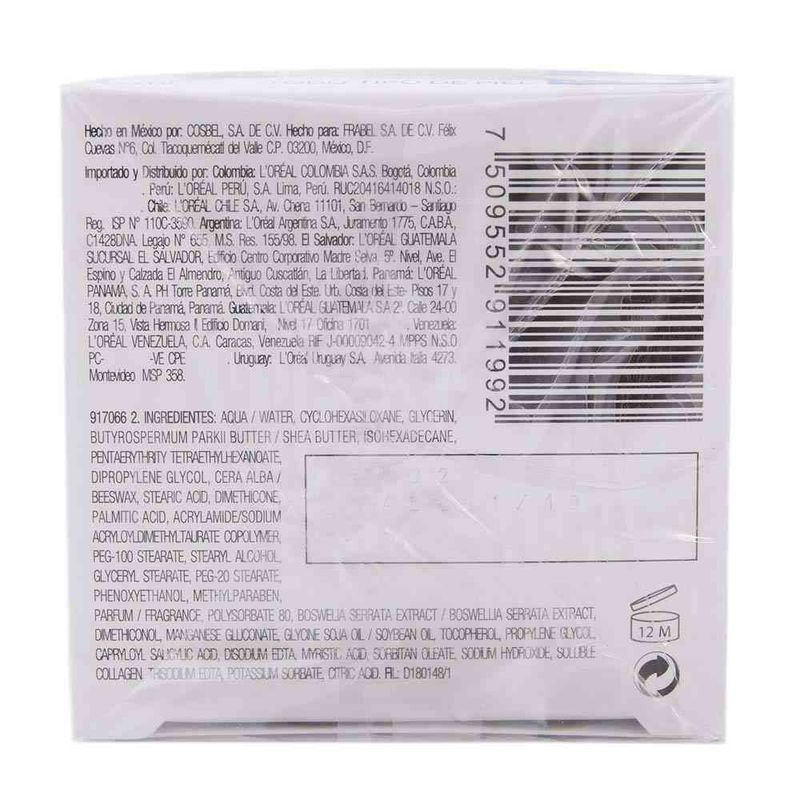 TODO TIPO DE PIEL
Hecho en México por: COSBEL, S.A. DE C.V. Hecho para: FRABEL S.A. DE C.V. Félix
Cuevas Nº6, Col. Tlacoquemécatl del Valle C.P. 03200, México, D.F.
Importado y Distribuido por: Colombia: L'ORÉAL COLOMBIA S.A.S. Bogotá, Colombia
. Perú: L'ORÉAL PERÚ, S.A. Lima, Perú. RUC20416414018 N.S.O.:
. Chile: L'ORÉAL CHILE S.A., Av. Chena 11101, San Bernardo – Santiago
Reg. ISP Nº 110C-3590. Argentina: L'Oréal Argentina S.A., Juramento 1775, C.A.B.A.,
C1428DNA. Legajo Nº 655, M.S. Res. 155/98. El Salvador: L'ORÉAL GUATEMALA
SUCURSAL EL SALVADOR, Edificio Centro Corporativo Madre Selva, 5º. Nivel, Ave. El
Espino y Calzada El Almendro, Antiguo Cuscatlán, La Libertad. Panamá: L'ORÉAL
PANAMA, S. A. PH Torre Panamá, Blvd. Costa del Este. Urb. Costa del Este- Pisos 17 y
18, Ciudad de Panamá, Panamá. Guatemala: L'ORÉAL GUATEMALA S.A 2ª. Calle 24-00
Zona 15, Vista Hermosa II Edificio Domani, Nivel 17 Oficina 1701 . Venezuela:
L'ORÉAL VENEZUELA, C.A. Caracas, Venezuela RIF J-00009042-4 MPPS N.S.O
PC- -VE CPE . Uruguay: L'Oréal Uruguay S.A. Avenida Italia 4273.
Montevideo MSP 358.
7 509552 911992
917066 2. INGREDIENTES: AQUA / WATER, CYCLOHEXASILOXANE, GLYCERIN,
BUTYROSPERMUM PARKII BUTTER / SHEA BUTTER, ISOHEXADECANE,
PENTAERYTHRITY TETRAETHYLHEXANOATE,
DIPROPYLENE GLYCOL, CERA ALBA /
BEESWAX, STEARIC ACID, DIMETHICONE,
PALMITIC ACID, ACRYLAMIDE/SODIUM
ACRYLOYLDIMETHYLTAURATE COPOLYMER,
PEG-100 STEARATE, STEARYL ALCOHOL,
GLYCERYL STEARATE, PEG-20 STEARATE,
PHENOXYETHANOL, METHYLPARABEN,
PARFUM / FRAGRANCE, POLYSORBATE 80, BOSWELIA SERRATA EXTRACT / BOSWELLIA SERRATA EXTRACT,
DIMETHICONOL, MANGANESE GLUCONATE, GLYCINE SOJA OIL / SOYBEAN OIL, TOCOPHEROL, PROPYLENE GLYCOL,
CAPRYLOYL SALICYLIC ACID, DISODIUM EDTA, MYRISTIC ACID, SORBITAN OLEATE, SODIUM HYDROXIDE, SOLUBLE
COLLAGEN, TRISODIUM EDTA, POTASSIUM SORBATE, CITRIC ACID. FIL: D180148/1
12 M